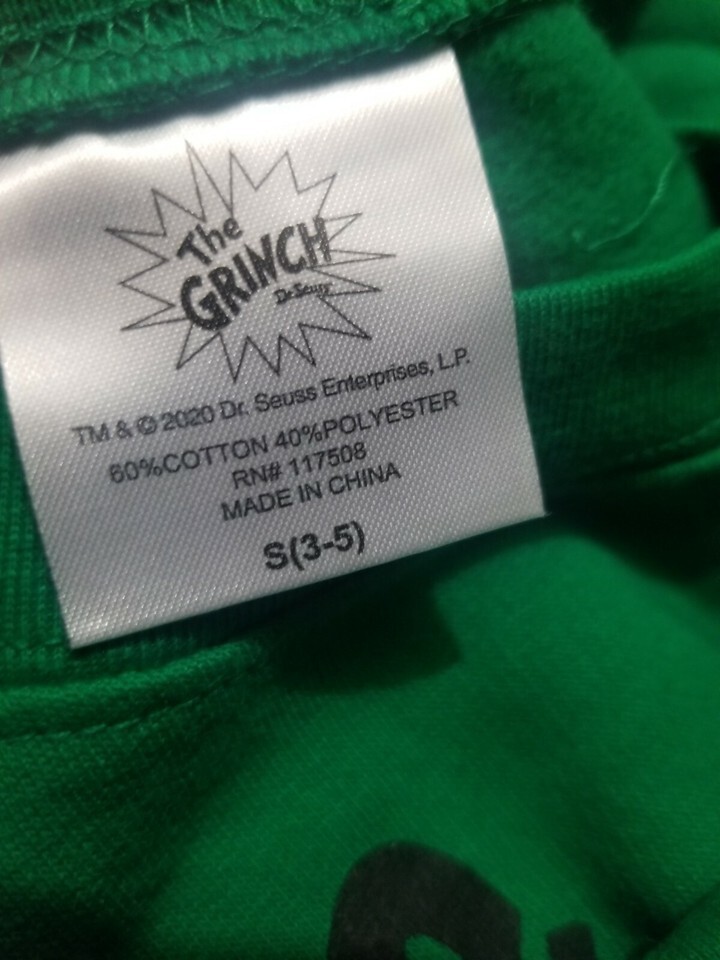 The
GRINCH
Dr. Seuss
TM & © 2020 Dr. Seuss Enterprises, L.P.
60%COTTON 40%POLYESTER
RN# 117508
MADE IN CHINA
S(3-5)